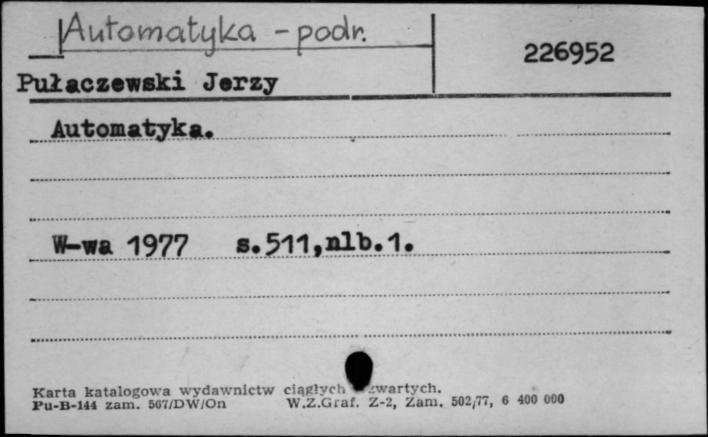 Automatyka - podr.
226952
Pułaczewski Jerzy
Automatyka.
W-wa 1977 s.511,nlb.1.
Karta katalogowa wydawnictw ciągłych zwartych.
Pu-B-144 zam. 567/DW/On W.Z.Graf. Z-2, Zam. 502/77, 6 400 000